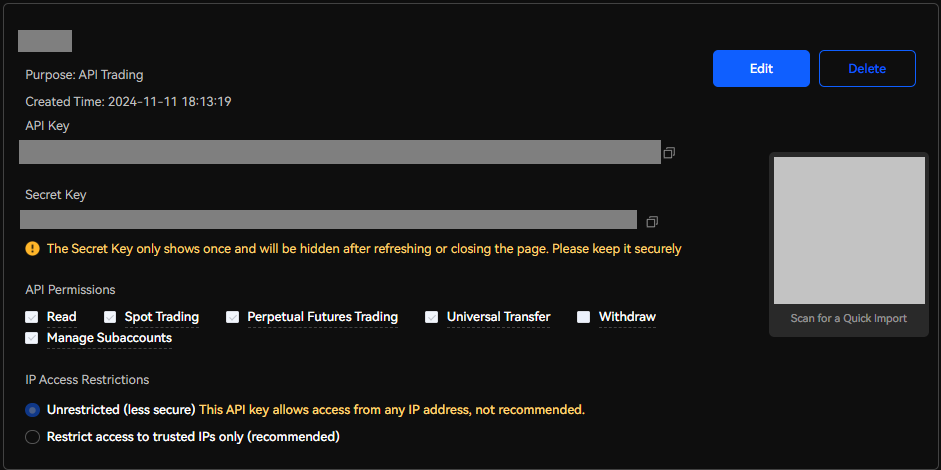 Purpose: API Trading
Edit
Delete
Created Time: 2024-11-11 18:13:19
API Key
Secret Key
The Secret Key only shows once and will be hidden after refreshing or closing the page. Please keep it securely
API Permissions
Read Spot Trading Perpetual Futures Trading Universal Transfer Withdraw
Manage Subaccounts
Scan for a Quick Import
IP Access Restrictions
Unrestricted (less secure) This API key allows access from any IP address, not recommended.
Restrict access to trusted IPs only (recommended)